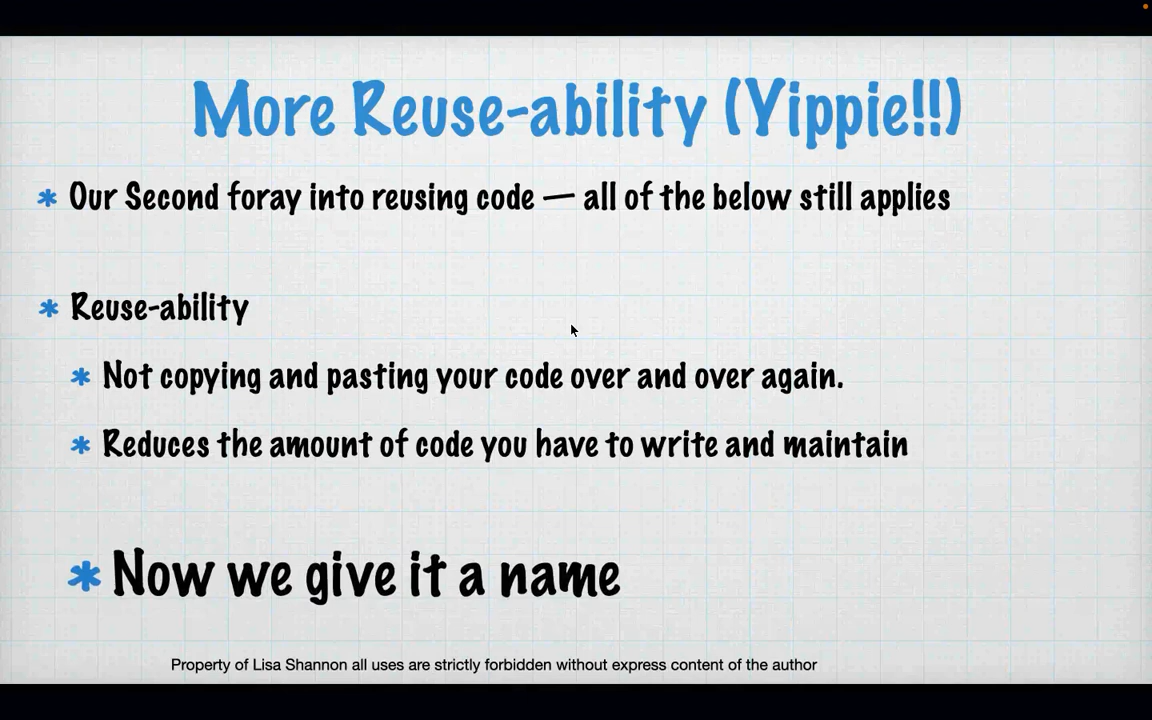 More Reuse-ability (Yippie!!)
* Our Second foray into reusing code — all of the below still applies
* Reuse-ability
* Not copying and pasting your code over and over again.
* Reduces the amount of code you have to write and maintain
* Now we give it a name
Property of Lisa Shannon all uses are strictly forbidden without express content of the author